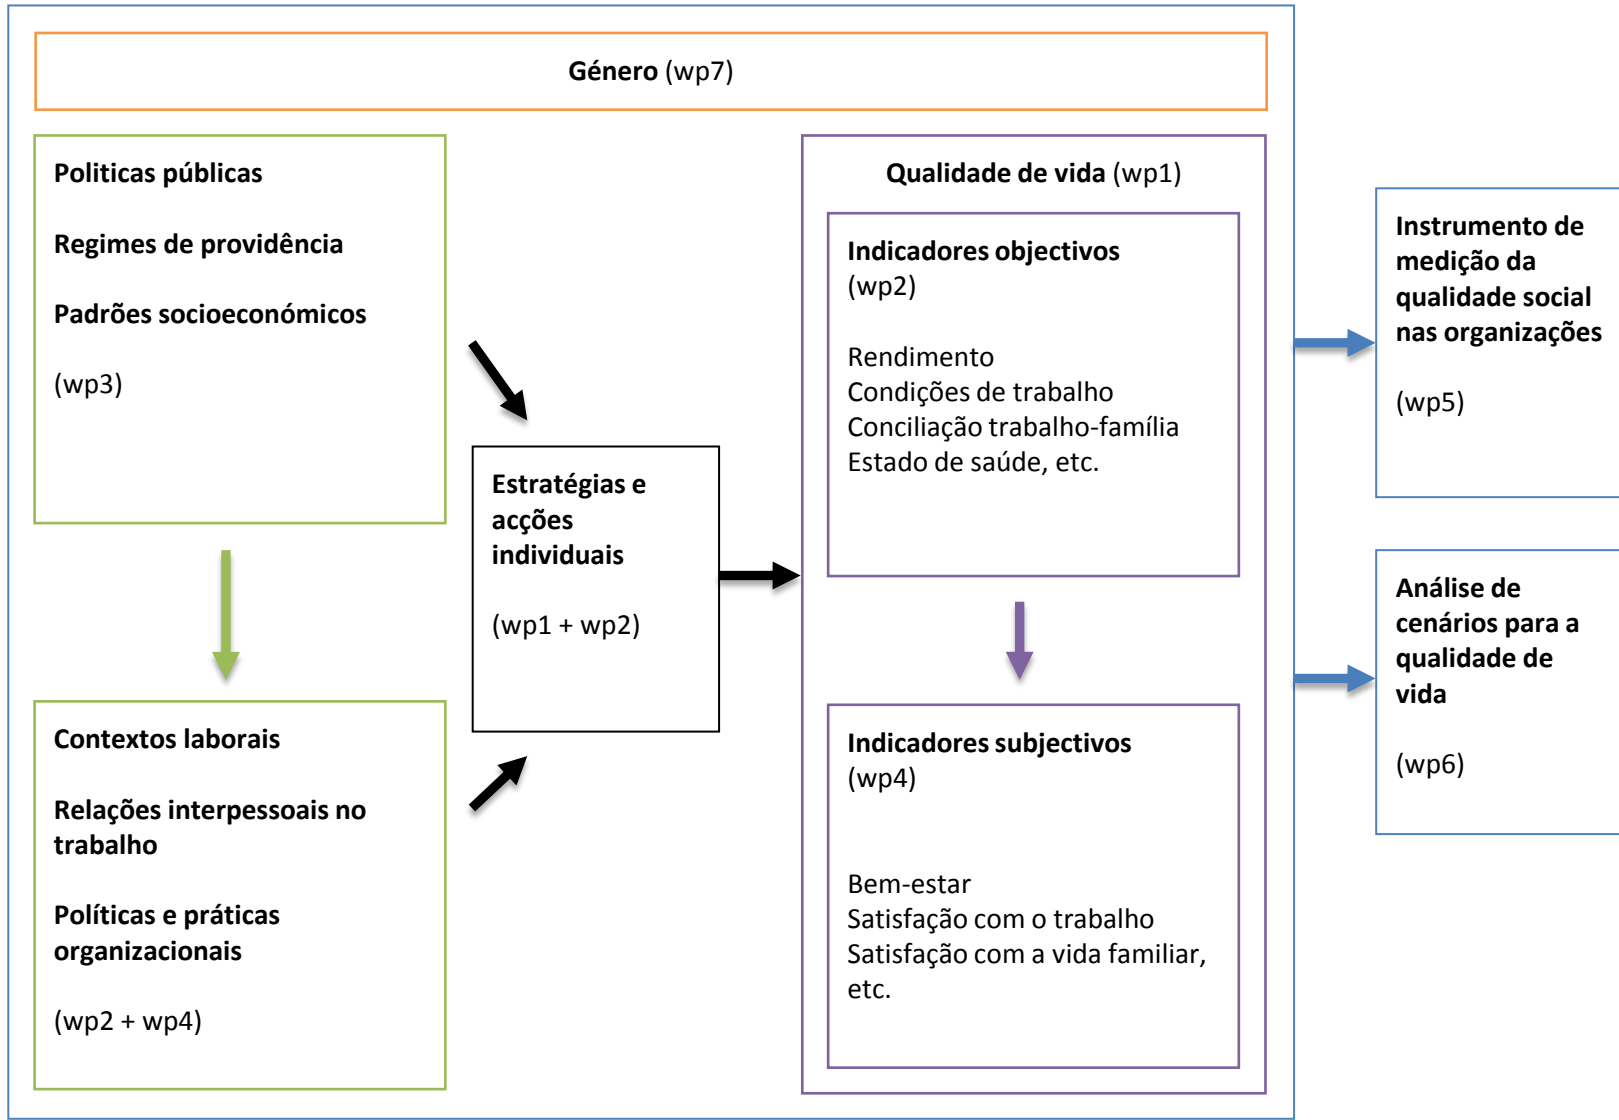 Género (wp7)
Politicas públicas
Regimes de providência
Padrões socioeconómicos
(wp3)
Contextos laborais
Relações interpessoais no
trabalho
Políticas e práticas
organizacionais
(wp2 + wp4)
Estratégias e
acções
individuais
(wp1 + wp2)
Qualidade de vida (wp1)
Indicadores objectivos
(wp2)
Rendimento
Condições de trabalho
Conciliação trabalho-família
Estado de saúde, etc.
Indicadores subjectivos
(wp4)
Bem-estar
Satisfação com o trabalho
Satisfação com a vida familiar,
etc.
Instrumento de
medição da
qualidade social
nas organizações
(wp5)
Análise de
cenários para a
qualidade de
vida
(wp6)